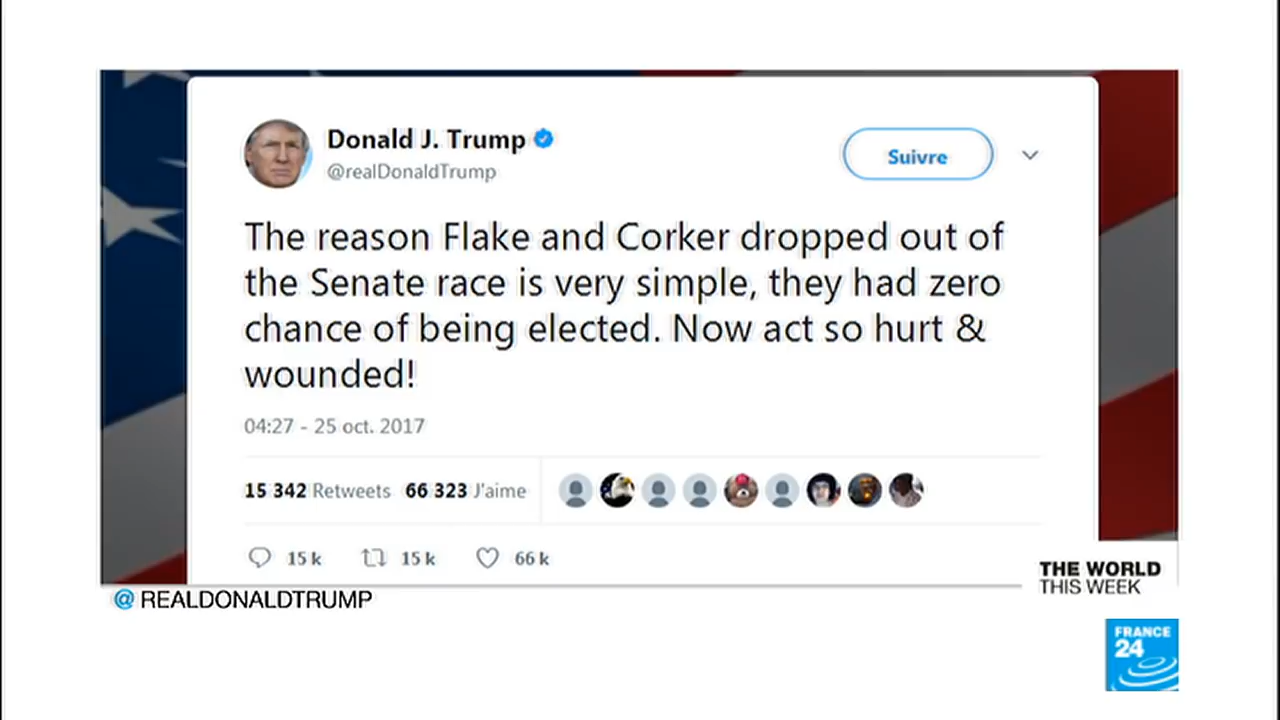 Donald J. Trump
@realDonaldTrump
Suivre
The reason Flake and Corker dropped out of
the Senate race is very simple, they had zero
chance of being elected. Now act so hurt &
wounded!
04:27 - 25 oct. 2017
15 342 Retweets 66 323 J'aime
15 k 15 k 66 k
THE WORLD
THIS WEEK
@ REALDONALDTRUMP
FRANCE
24